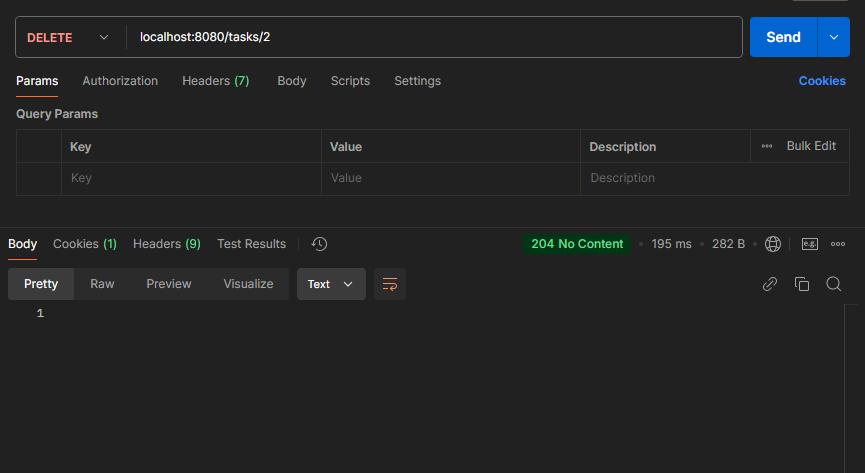 DELETE localhost:8080/tasks/2 Send
Params Authorization Headers (7) Body Scripts Settings Cookies
Query Params
Key Value Description Bulk Edit
Key Value Description
Body Cookies (1) Headers (9) Test Results 204 No Content • 195 ms • 282 B • e.g.
Pretty Raw Preview Visualize Text
1